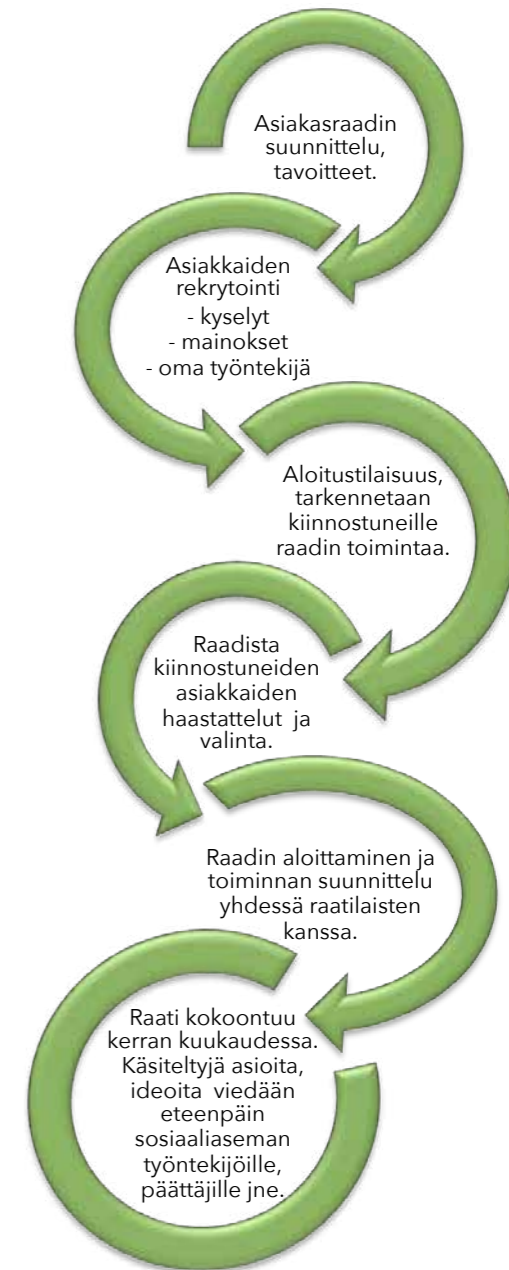 Asiakasraadin
suunnittelu,
tavoitteet.
Asiakkaiden
rekrytointi
- kyselyt
- mainokset
- oma työntekijä
Aloitustilaisuus,
tarkennetaan
kiinnostuneille
raadin toimintaa.
Raadista
kiinnostuneiden
asiakkaiden
haastattelut ja
valinta.
Raadin aloittaminen ja
toiminnan suunnittelu
yhdessä raatilaisten
kanssa.
Raati kokoontuu
kerran kuukaudessa.
Käsiteltyjä asioita,
ideoita viedään
eteenpäin
sosiaaliaseman
työntekijöille,
päättäjille jne.